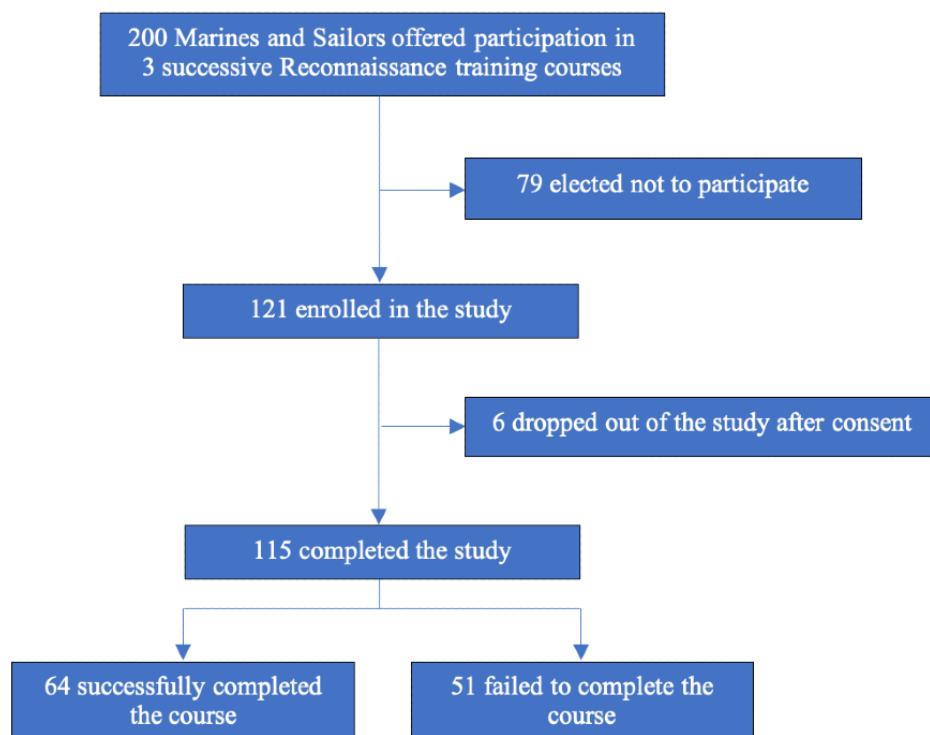 200 Marines and Sailors offered participation in
3 successive Reconnaissance training courses
79 elected not to participate
121 enrolled in the study
6 dropped out of the study after consent
115 completed the study
64 successfully completed
the course
51 failed to complete the
course